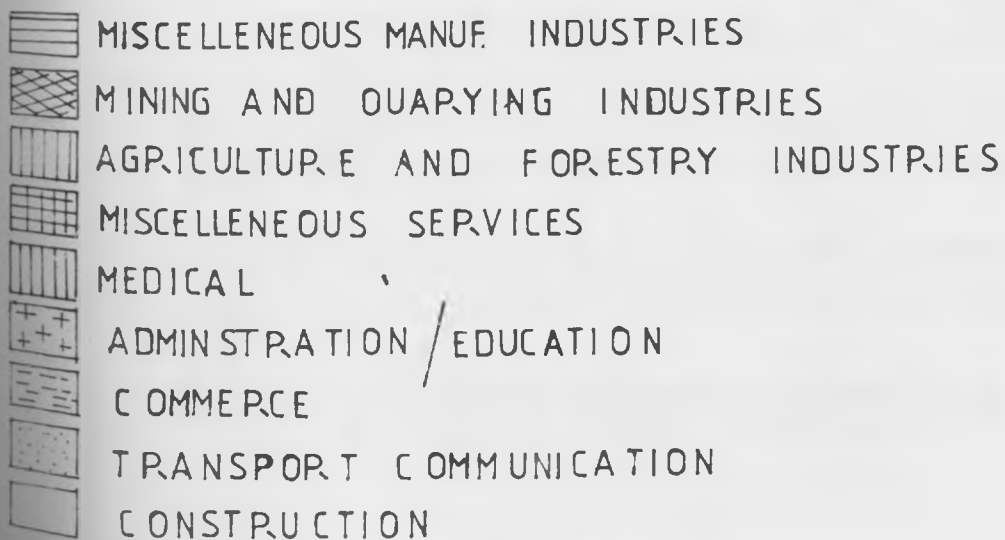 MISCELLENEOUS MANUF. INDUSTRIES
MINING AND QUARYING INDUSTRIES
AGRICULTURE AND FORESTRY INDUSTRIES
MISCELLENEOUS SERVICES
MEDICAL
ADMINSTRATION / EDUCATION
COMMERCE
TRANSPORT COMMUNICATION
CONSTRUCTION